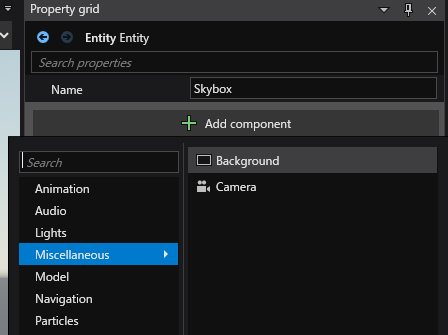 Property grid
Entity Entity
Search properties
Name Skybox
Add component
Search
Background
Animation
Camera
Audio
Lights
Miscellaneous
Model
Navigation
Particles